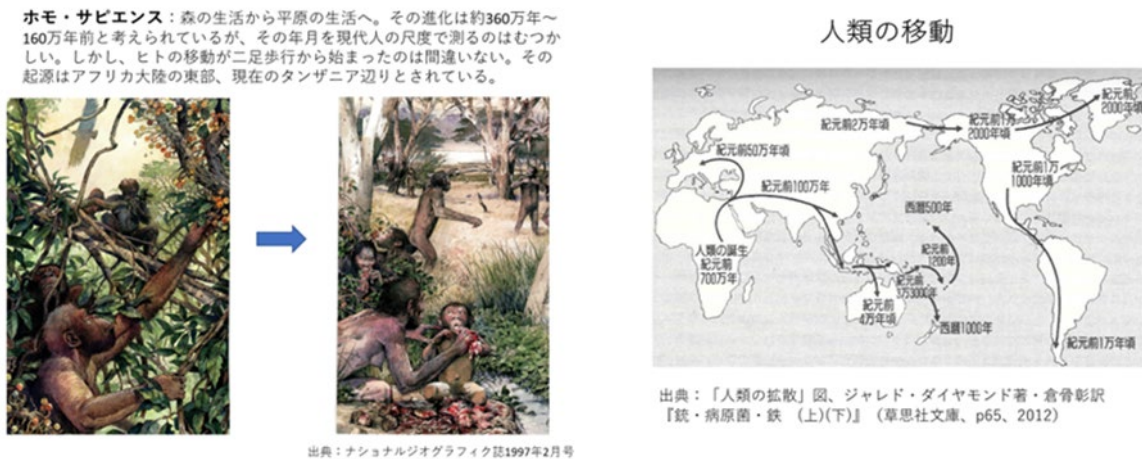 ホモ・サピエンス：森の生活から平原の生活へ。その進化は約360万年～
160万年前と考えられているが、その年月を現代人の尺度で測るのはむつか
しい。しかし、ヒトの移動が二足歩行から始まったのは間違いない。その
起源はアフリカ大陸の東部、現在のタンザニア辺りとされている。
出典：ナショナルジオグラフィク誌1997年2月号
人類の移動
紀元前
2000年頃
紀元前2万年頃
紀元前1万
2000年頃
紀元前50万年頃
紀元前1万
1000年頃
紀元前100万年
西暦500年
人類の誕生
紀元前
700万年
紀元前
1200年
紀元前
3万3000年
紀元前
4万年頃
西暦1000年
紀元前1万年頃
出典：「人類の拡散」図、ジャレド・ダイヤモンド著・倉骨彰訳
『銃・病原菌・鉄　(上)(下)』（草思社文庫、p65、2012）